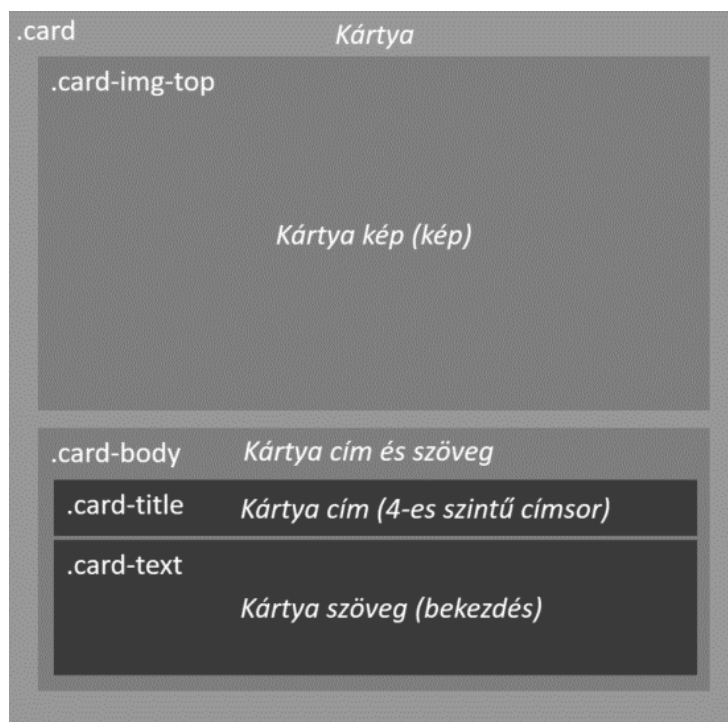 .card Kártya
.card-img-top
Kártya kép (kép)
.card-body Kártya cím és szöveg
.card-title Kártya cím (4-es szintű címsor)
.card-text
Kártya szöveg (bekezdés)